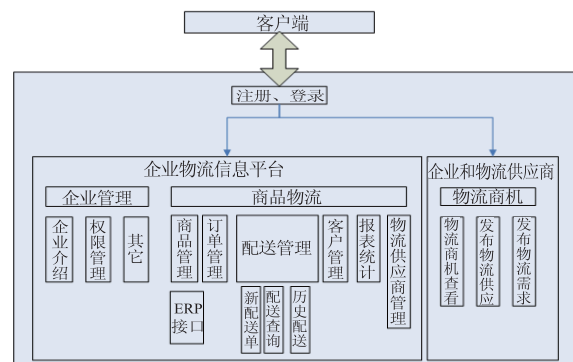 客户端
注册、登录
企业物流信息平台
企业管理
企业介绍
权限管理
其它
商品物流
商品管理
订单管理
配送管理
客户管理
报表统计
物流供应商管理
ERP
接口
新配送单
配送查询
历史配送
企业和物流供应商
物流商机
物流商机查看
发布物流供应
发布物流需求